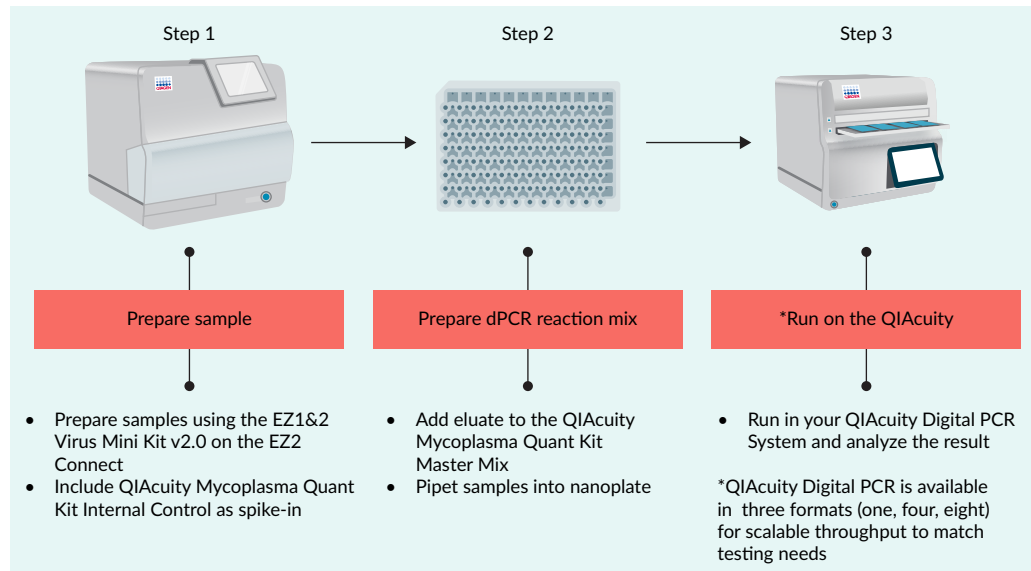 Step 1
Step 2
Step 3
QIAGEN
QIAGEN
Prepare sample
Prepare dPCR reaction mix
*Run on the QIAcuity
• Prepare samples using the EZ1&2
Virus Mini Kit v2.0 on the EZ2
Connect
• Include QIAcuity Mycoplasma Quant
Kit Internal Control as spike-in
• Add eluate to the QIAcuity
Mycoplasma Quant Kit
Master Mix
• Pipet samples into nanoplate
• Run in your QIAcuity Digital PCR
System and analyze the result
*QIAcuity Digital PCR is available
in three formats (one, four, eight)
for scalable throughput to match
testing needs